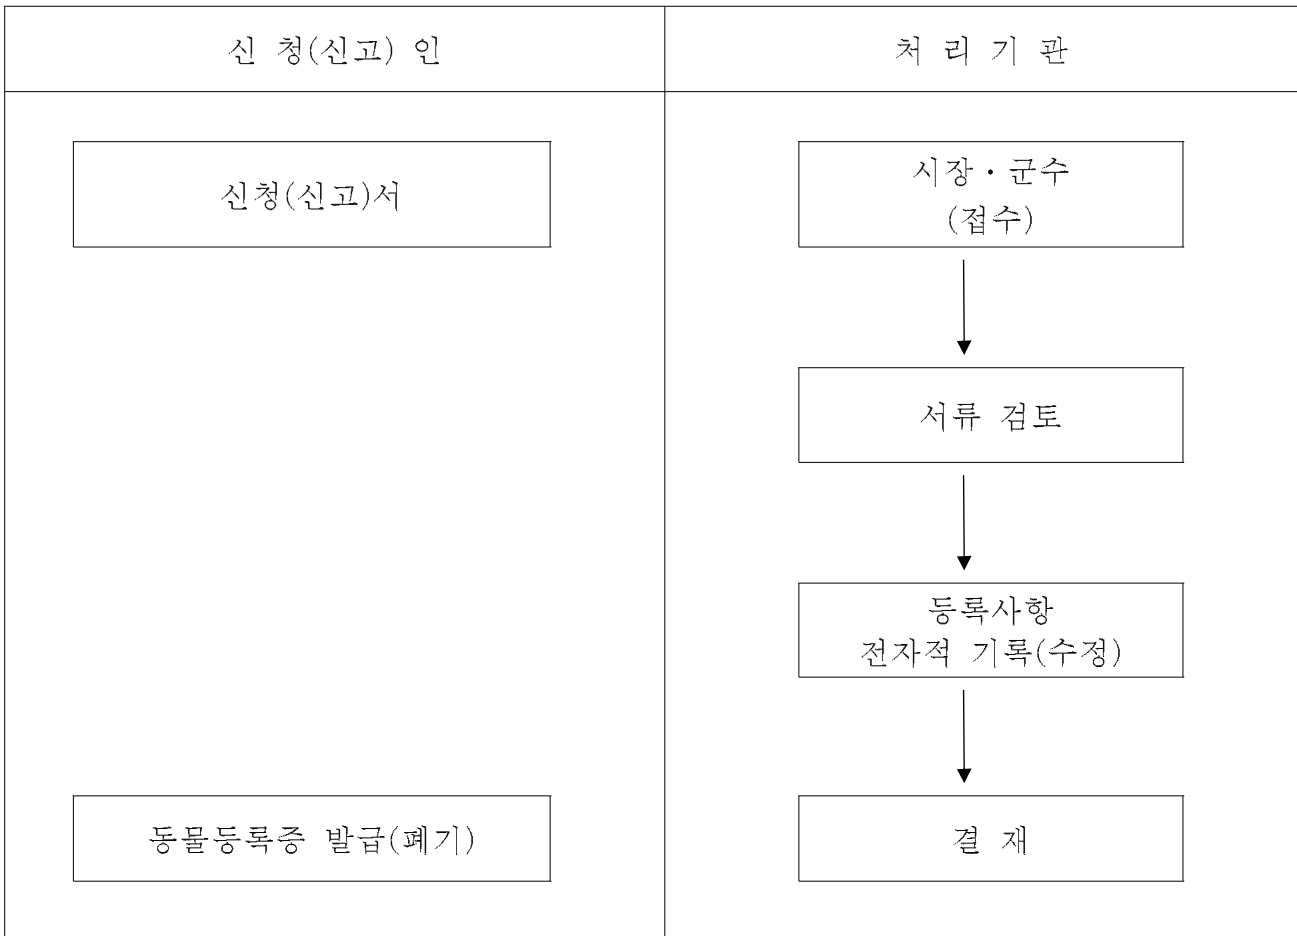 신 청(신고) 인
처 리 기 관
신청(신고)서
시장・군수
(접수)
서류 검토
등록사항
전자적 기록(수정)
동물등록증 발급(폐기)
결 재